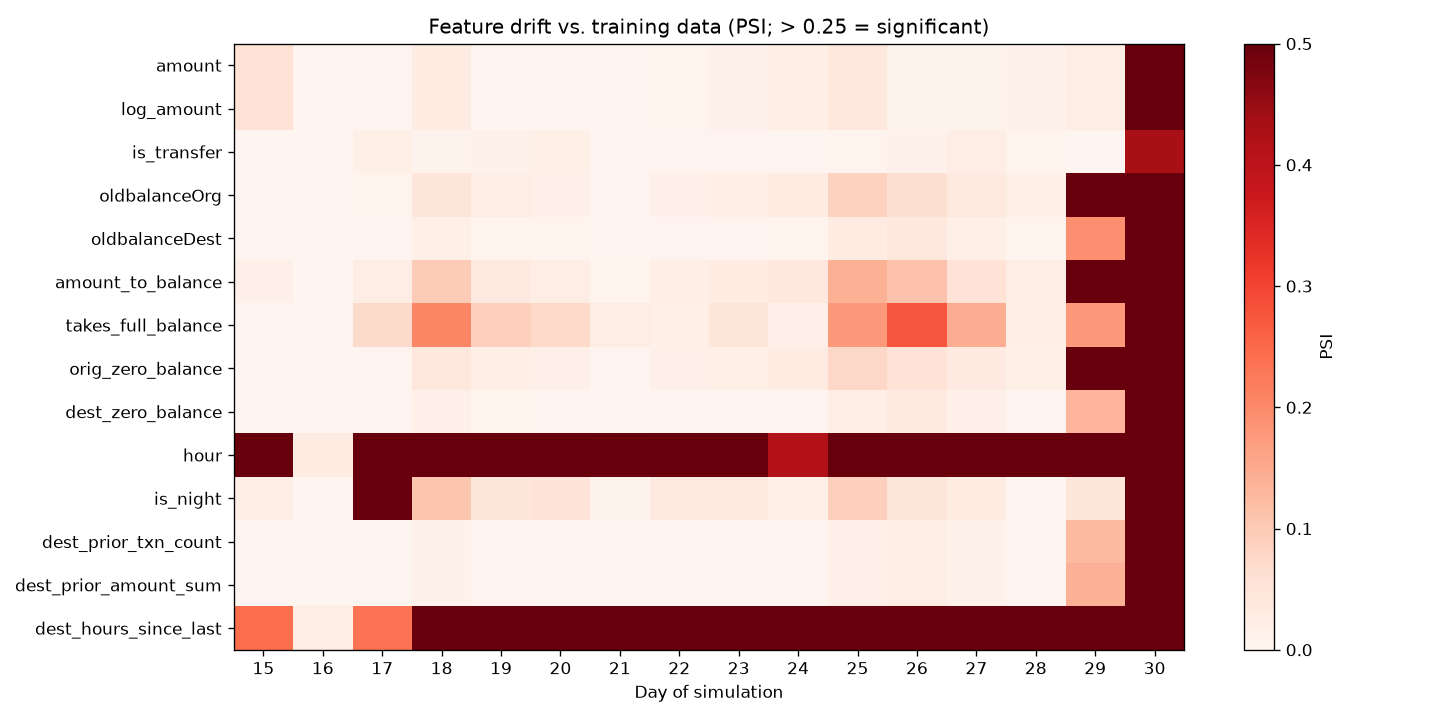 Feature drift vs. training data (PSI; > 0.25 = significant)
amount
log_amount
is_transfer
oldbalanceOrg
oldbalanceDest
amount_to_balance
takes_full_balance
orig_zero_balance
dest_zero_balance
hour
is_night
dest_prior_txn_count
dest_prior_amount_sum
dest_hours_since_last
15 16 17 18 19 20 21 22 23 24 25 26 27 28 29 30
Day of simulation
0.5
0.4
0.3
0.2
0.1
0.0
PSI